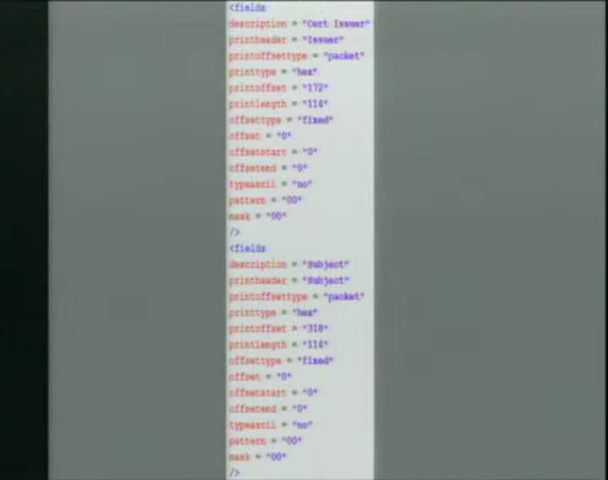 <fields
description = "Cert Issuer"
printheader = "Issuer"
printoffsettype = "packet"
printtype = "hex"
printoffset = "172"
printlength = "114"
offsettype = "fixed"
offset = "0"
offsetstart = "0"
offsetend = "0"
typeascii = "no"
pattern = "00"
mask = "00"
/>
<fields
description = "Subject"
printheader = "Subject"
printoffsettype = "packet"
printtype = "hex"
printoffset = "318"
printlength = "114"
offsettype = "fixed"
offset = "0"
offsetstart = "0"
offsetend = "0"
typeascii = "no"
pattern = "00"
mask = "00"
/>